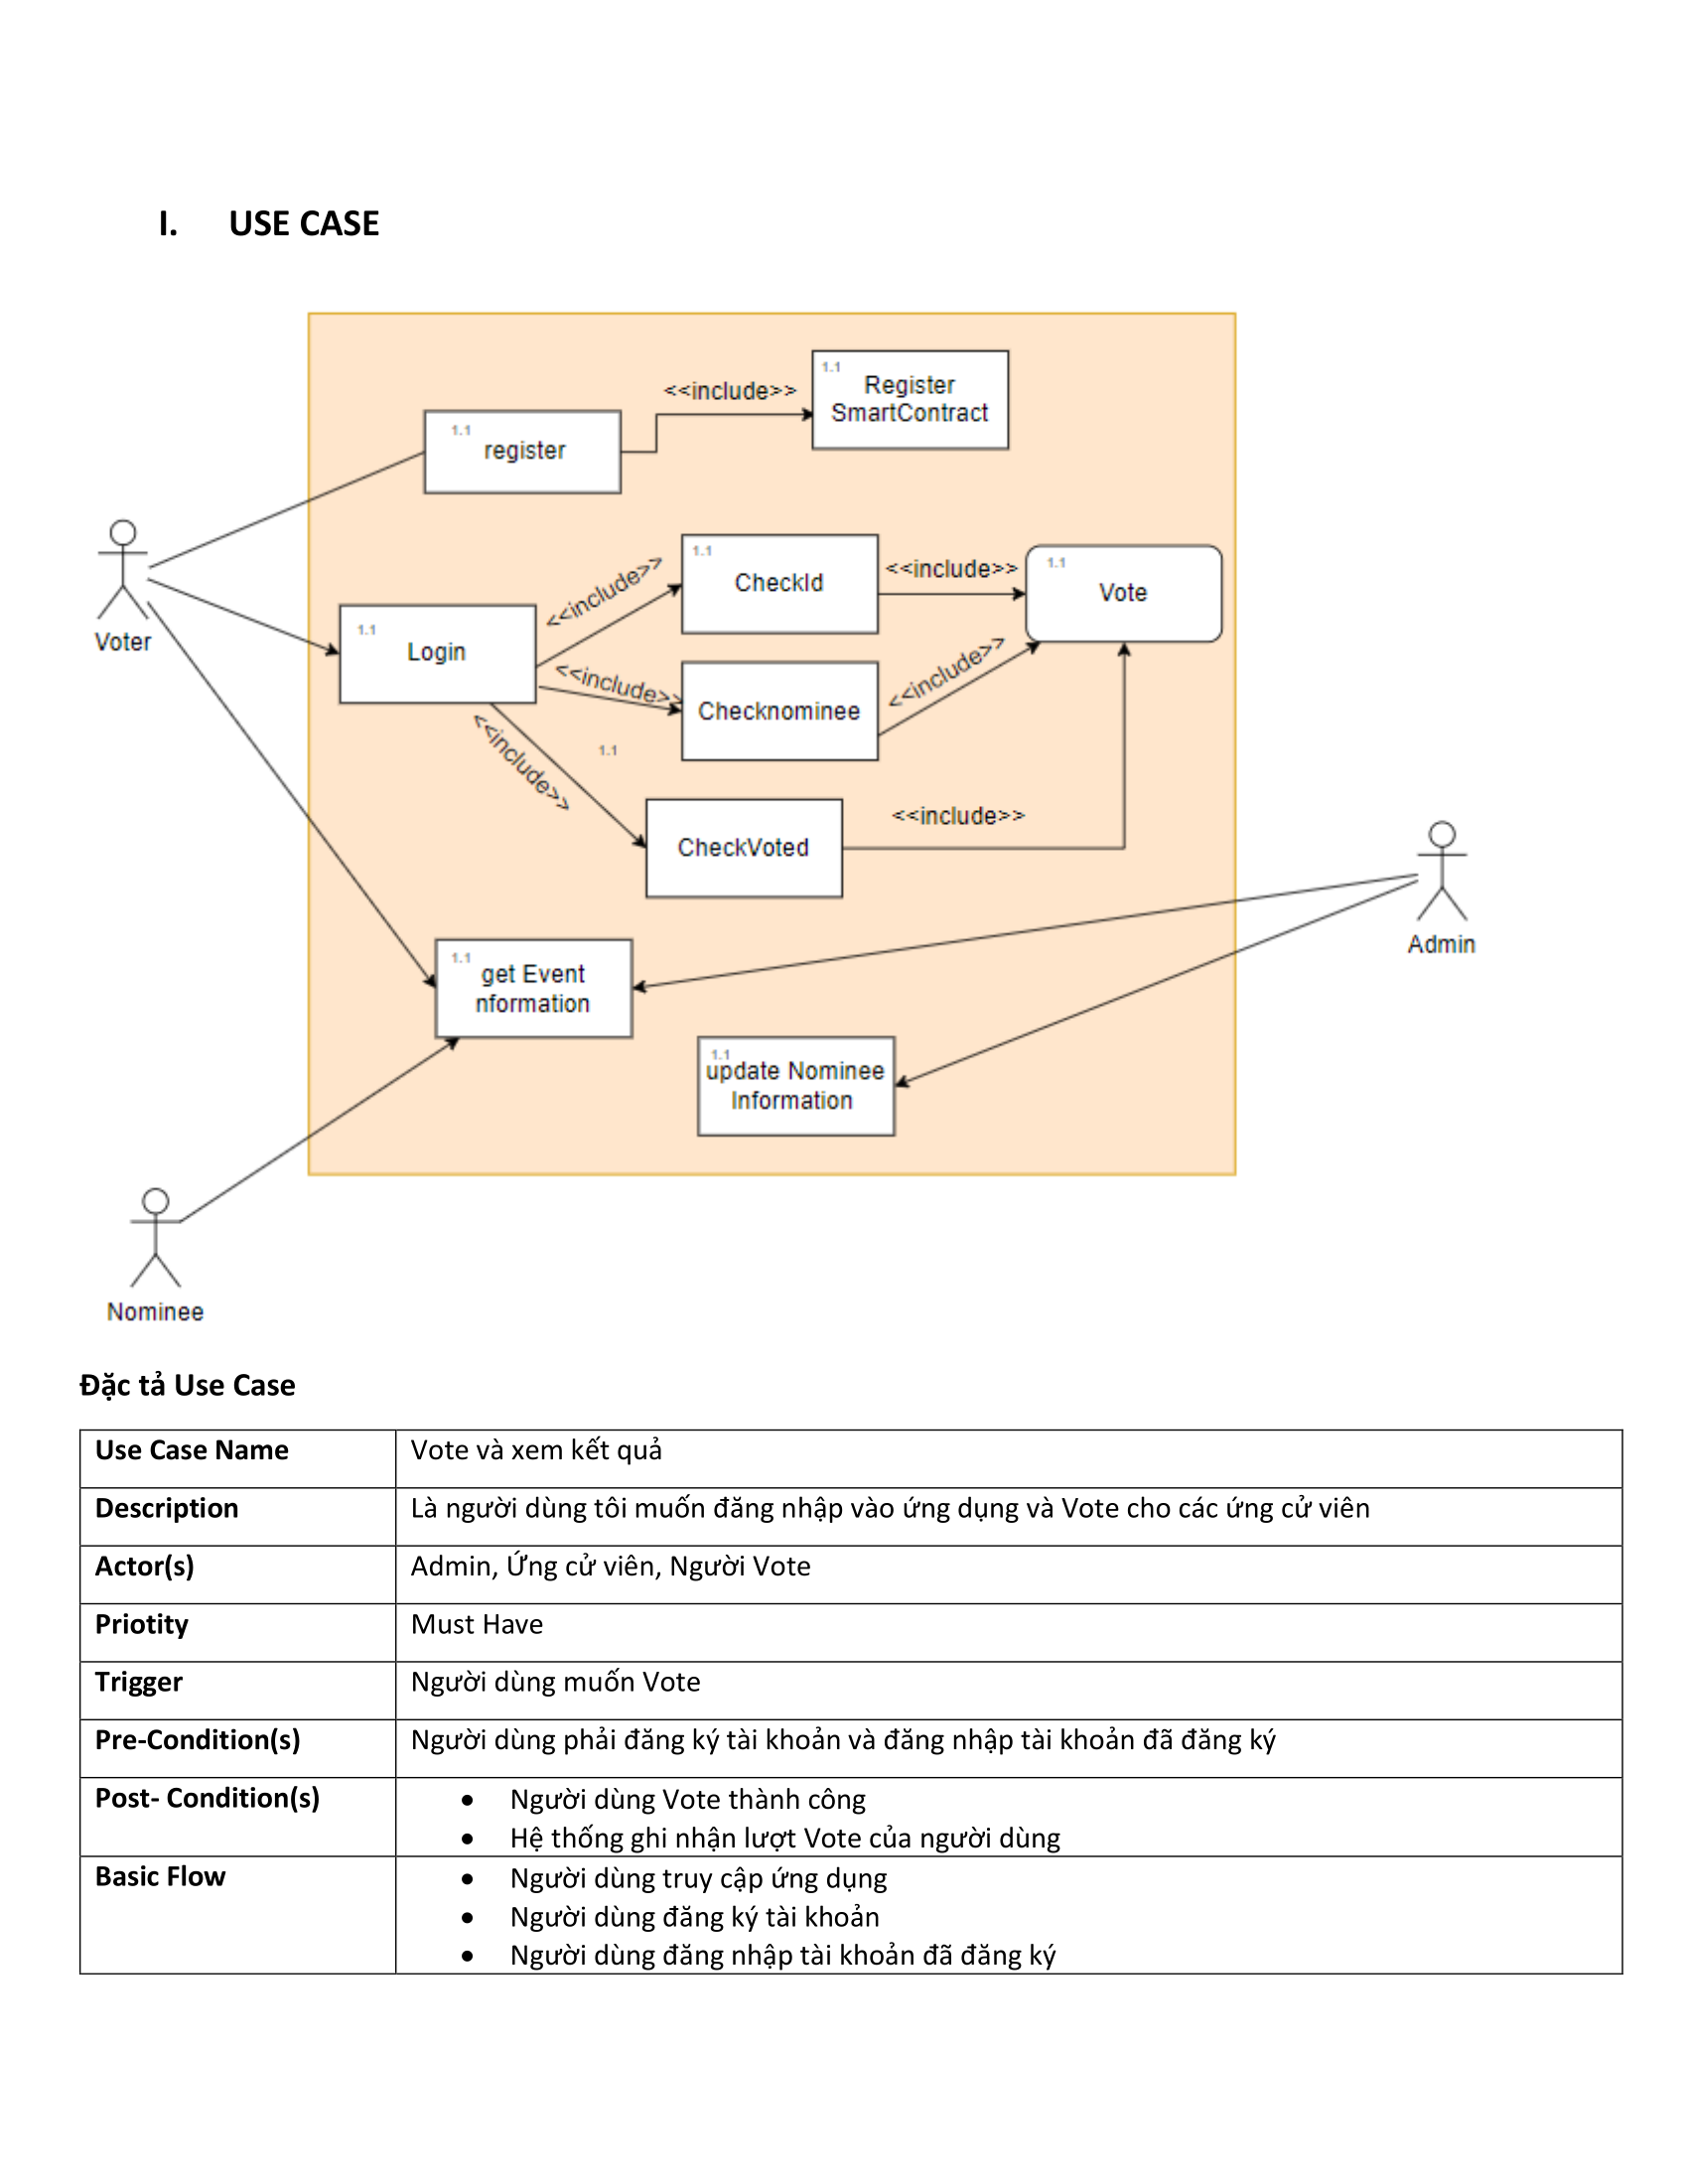 I. USE CASE
<<include>>
1.1
Register
SmartContract
1.1
register
Voter
1.1
Login
<<include>>
<<include>>
<<include>>
1.1
1.1
CheckId
Checknominee
CheckVoted
<<include>>
<<include>>
<<include>>
1.1
Vote
Admin
1.1
get Event
nformation
1.1
update Nominee
Information
Nominee
Đặc tả Use Case
Use Case Name Vote và xem kết quả
Description Là người dùng tôi muốn đăng nhập vào ứng dụng và Vote cho các ứng cử viên
Actor(s) Admin, Ứng cử viên, Người Vote
Priotity Must Have
Trigger Người dùng muốn Vote
Pre-Condition(s) Người dùng phải đăng ký tài khoản và đăng nhập tài khoản đã đăng ký
Post- Condition(s) • Người dùng Vote thành công
• Hệ thống ghi nhận lượt Vote của người dùng
Basic Flow • Người dùng truy cập ứng dụng
• Người dùng đăng ký tài khoản
• Người dùng đăng nhập tài khoản đã đăng ký